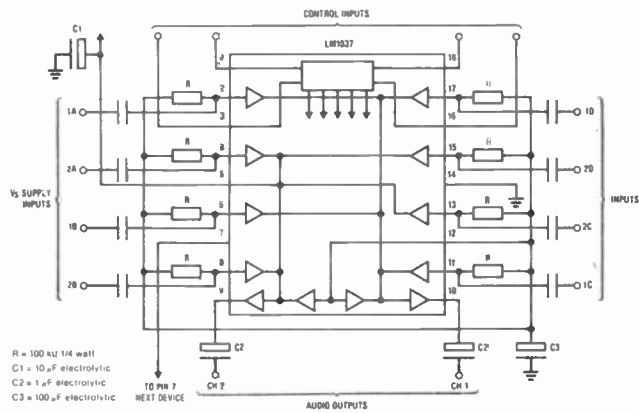 CONTROL INPUTS
C1
LM1037
18
R
2
17
3
16
1A
1D
R
15
2A
5
14
2D
VS SUPPLY
INPUTS
INPUTS
R
6
13
R
1B
7
12
2C
R
11
2B
1C
10
C2
C2
C3
R = 100 kΩ 1/4 watt
C1 = 10 µF electrolytic
C2 = 1 µF electrolytic
C3 = 100 µF electrolytic
TO PIN 7
NEXT DEVICE
CH 2
CH 1
AUDIO OUTPUTS